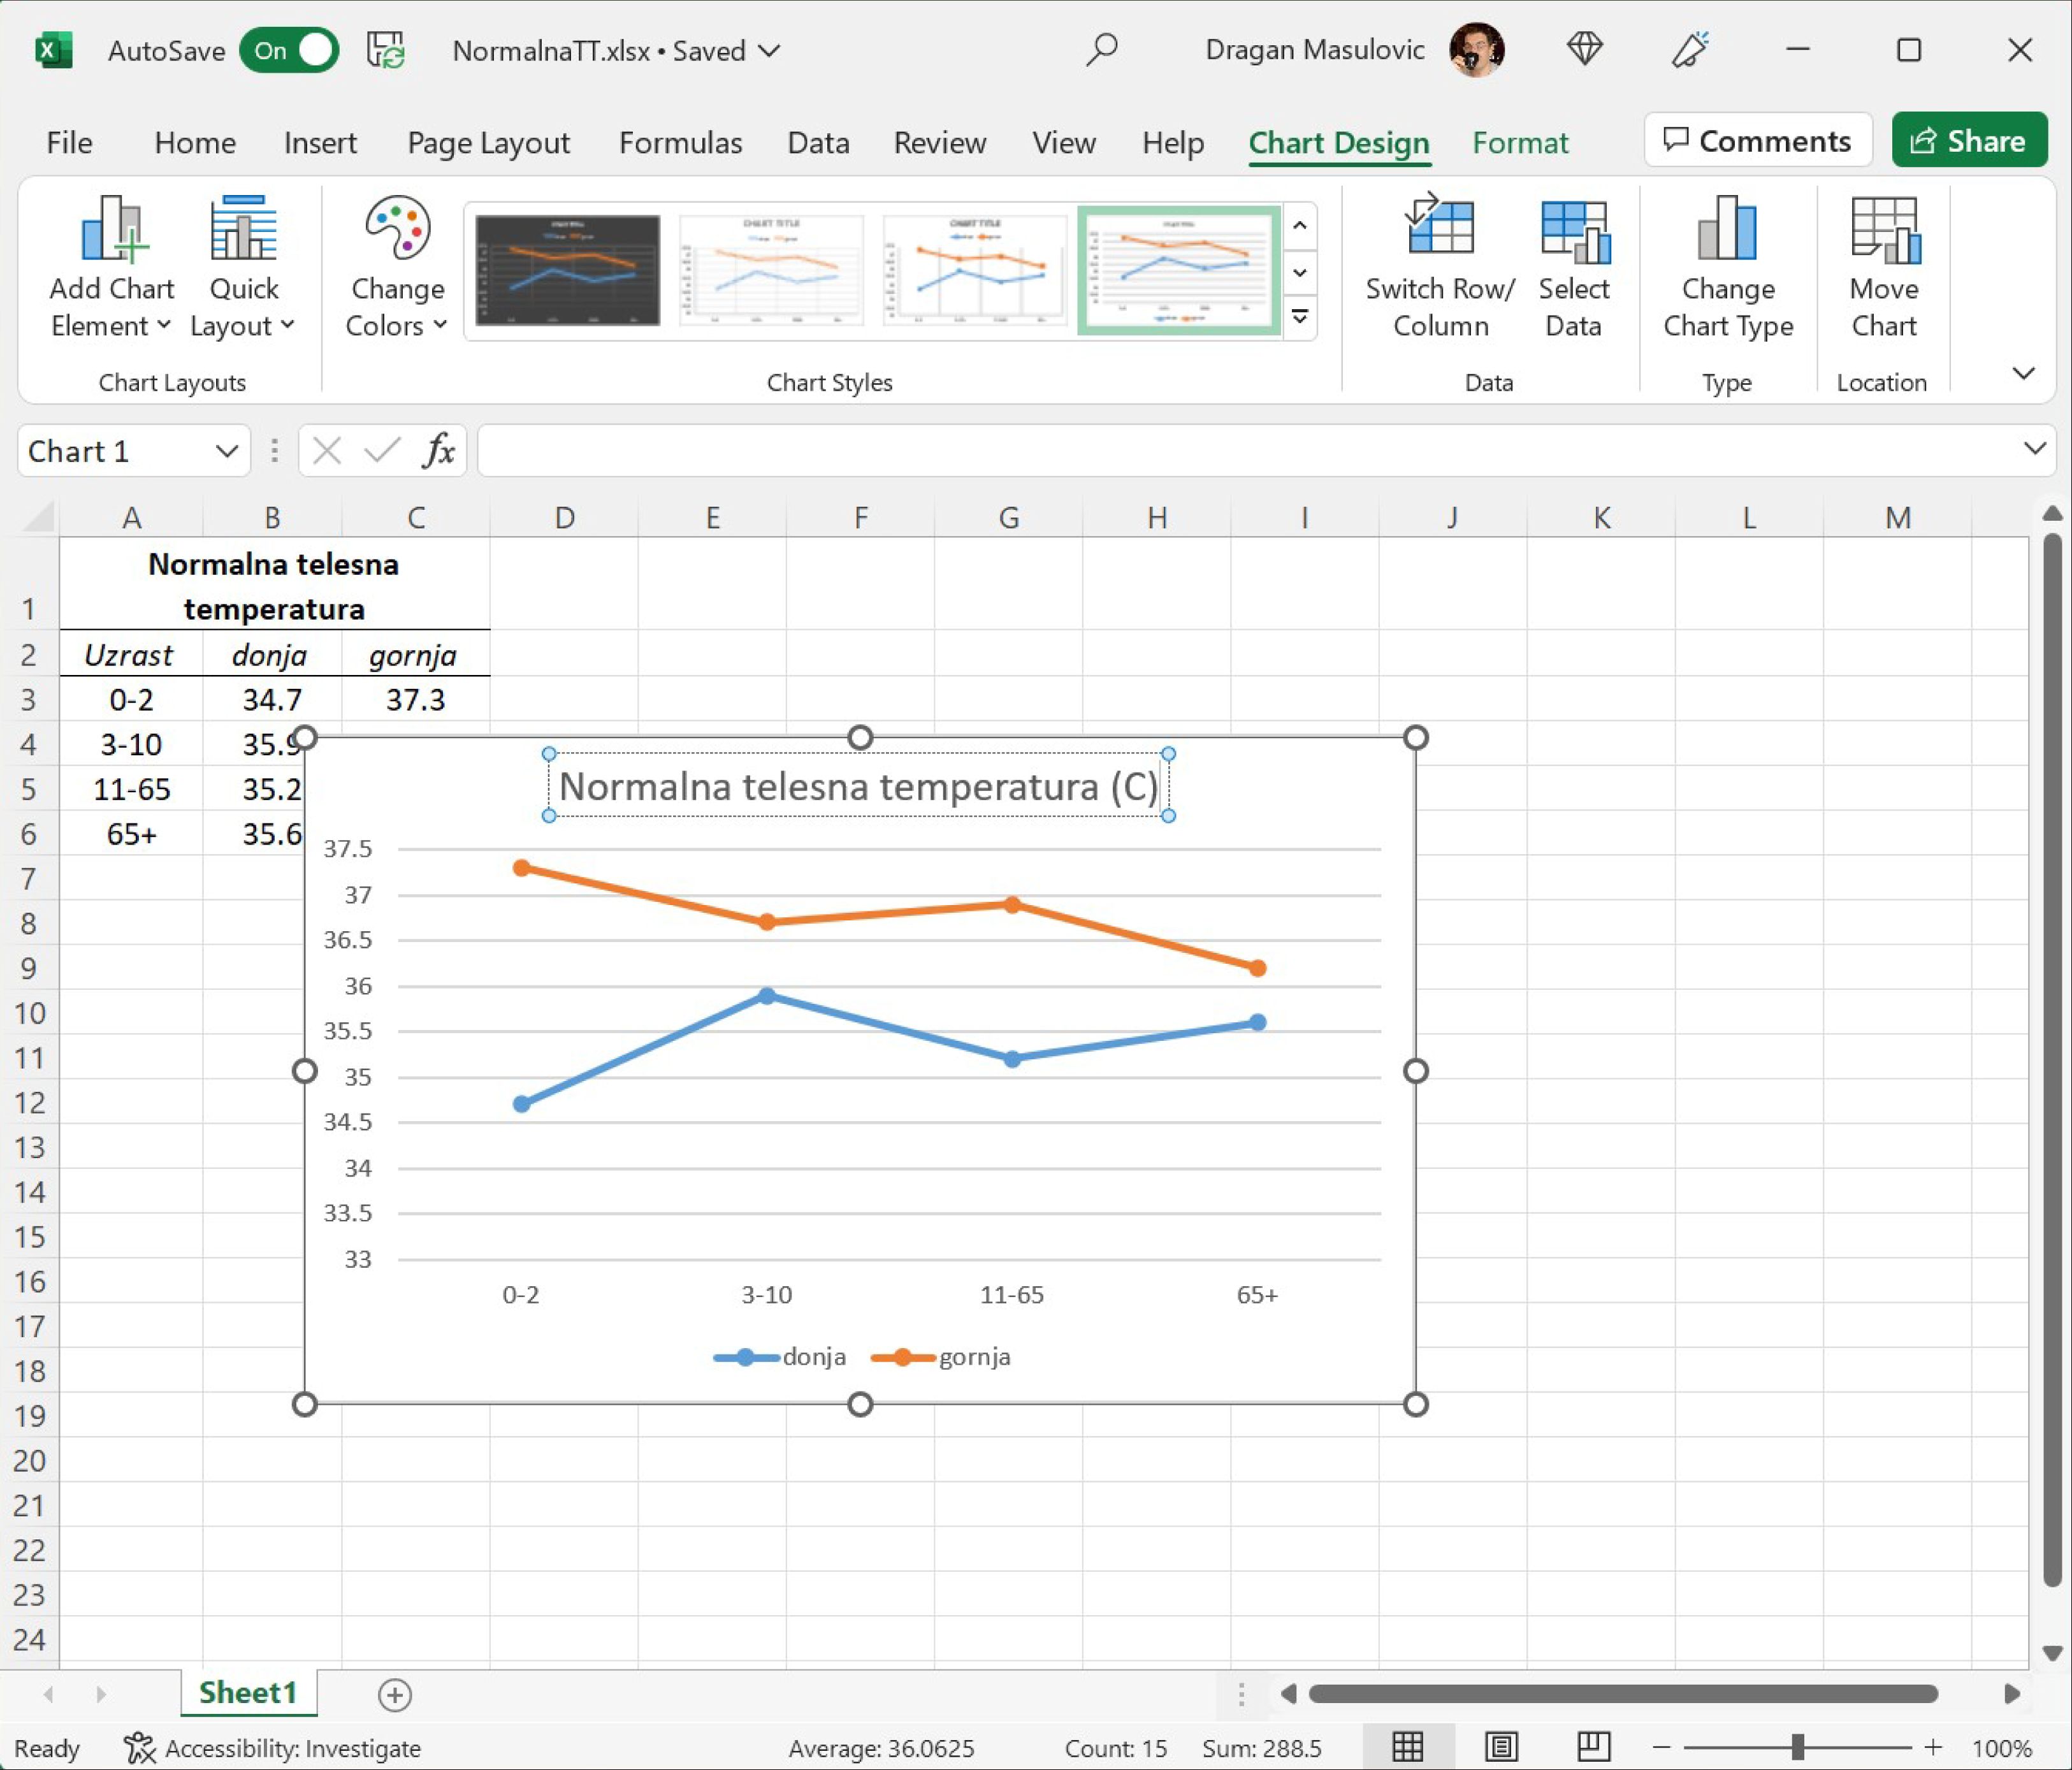 AutoSave On NormalnaTT.xlsx • Saved Dragan Masulovic
File Home Insert Page Layout Formulas Data Review View Help Chart Design Format Comments Share
Add Chart Element
Quick Layout
Change Colors
CHART TITLE
CHART TITLE
Switch Row/ Column
Select Data
Change Chart Type
Move Chart
Chart Layouts Chart Styles Data Type Location
Chart 1 fx
A B C D E F G H I J K L M
Normalna telesna
1 temperatura
2 Uzrast donja gornja
3 0-2 34.7 37.3
4 3-10 35.9
5 11-65 35.2
6 65+ 35.6
7
8
9
10
11
12
13
14
15
16
17
18
19
20
21
22
23
24
Normalna telesna temperatura (C)
37.5
37
36.5
36
35.5
35
34.5
34
33.5
33
0-2 3-10 11-65 65+
donja gornja
Sheet1
Ready Accessibility: Investigate Average: 36.0625 Count: 15 Sum: 288.5 100%